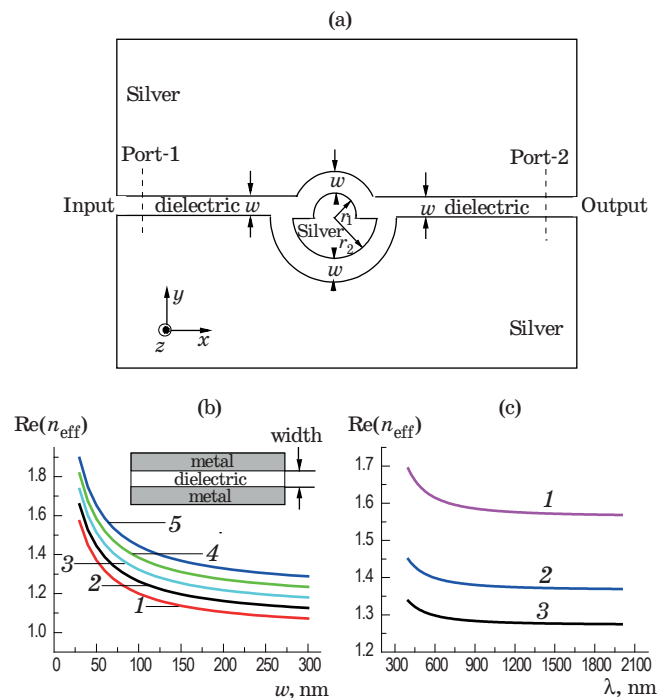 (a)
Silver
Port-1
Port-2
w
Input
dielectric w
w dielectric
Output
r1
Silver
r2
w
y
z
x
Silver
(b)
(c)
Re(neff)
width
Re(neff)
metal
dielectric
metal
1.8
1.6
1.4
1.2
1.0
5
4
3
2
1
0
50
100
150
200
250
300
w, nm
1.7
1.6
1.5
1.4
1.3
1.2
1
2
3
300
600
900
1200
1500
1800
2100
λ, nm